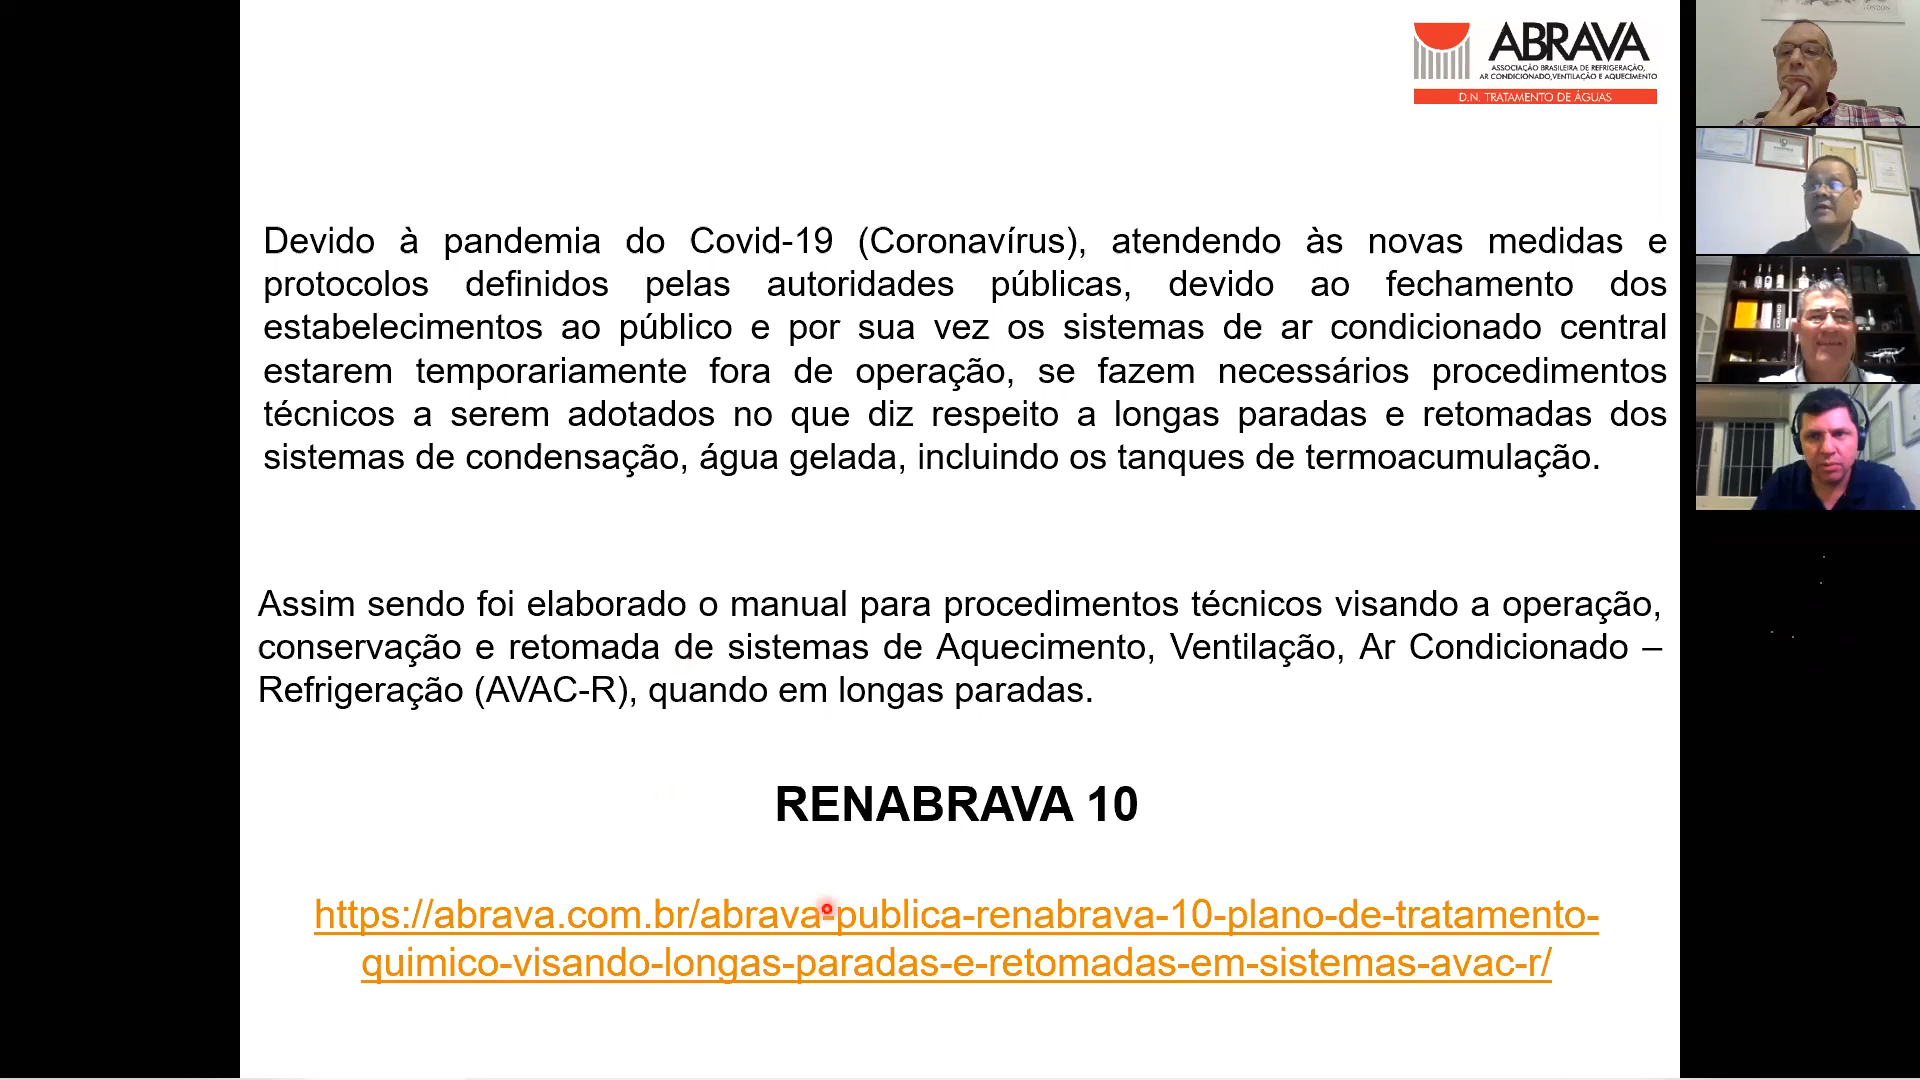 ABRAVA
ASSOCIAÇÃO BRASILEIRA DE REFRIGERAÇÃO,
AR CONDICIONADO, VENTILAÇÃO E AQUECIMENTO
D.N. TRATAMENTO DE ÁGUAS
LONDON
Devido à pandemia do Covid-19 (Coronavírus), atendendo às novas medidas e
protocolos definidos pelas autoridades públicas, devido ao fechamento dos
estabelecimentos ao público e por sua vez os sistemas de ar condicionado central
estarem temporariamente fora de operação, se fazem necessários procedimentos
técnicos a serem adotados no que diz respeito a longas paradas e retomadas dos
sistemas de condensação, água gelada, incluindo os tanques de termoacumulação.
Assim sendo foi elaborado o manual para procedimentos técnicos visando a operação,
conservação e retomada de sistemas de Aquecimento, Ventilação, Ar Condicionado –
Refrigeração (AVAC-R), quando em longas paradas.
RENABRAVA 10
https://abrava.com.br/abrava-publica-renabrava-10-plano-de-tratamento-
quimico-visando-longas-paradas-e-retomadas-em-sistemas-avac-r/